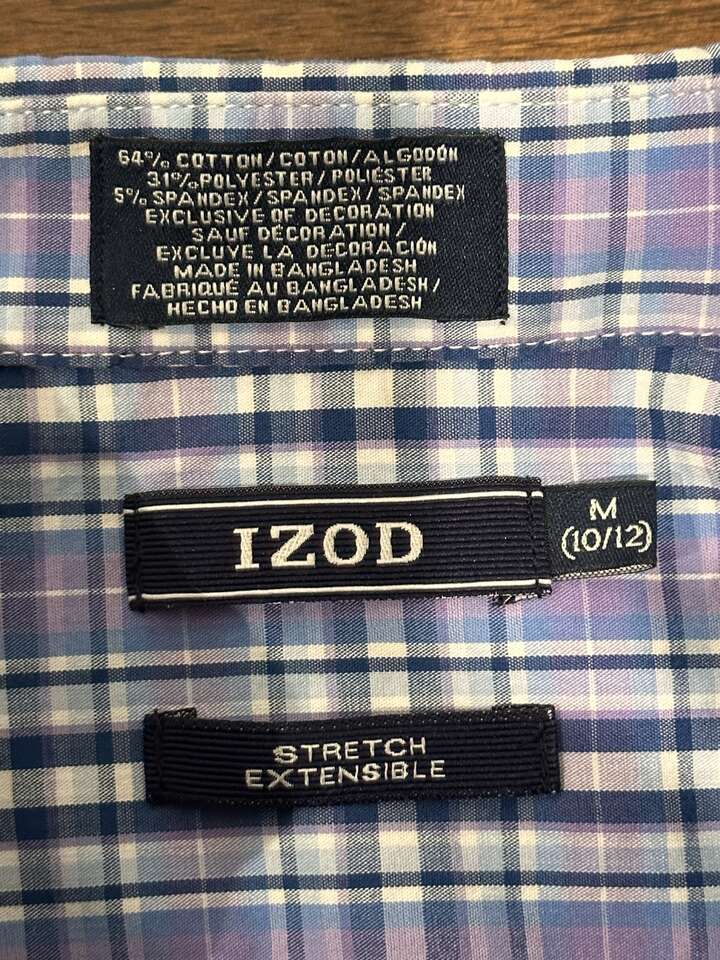 64% COTTON/COTON/ALGODÓN
31% POLYESTER/POLIÉSTER
5% SPANDEX/SPANDEX/SPANDEX
EXCLUSIVE OF DECORATION
SAUF DÉCORATION/
EXCLUYE LA DECORACIÓN
MADE IN BANGLADESH
FABRIQUÉ AU BANGLADESH/
HECHO EN BANGLADESH
IZOD
M
(10/12)
STRETCH
EXTENSIBLE